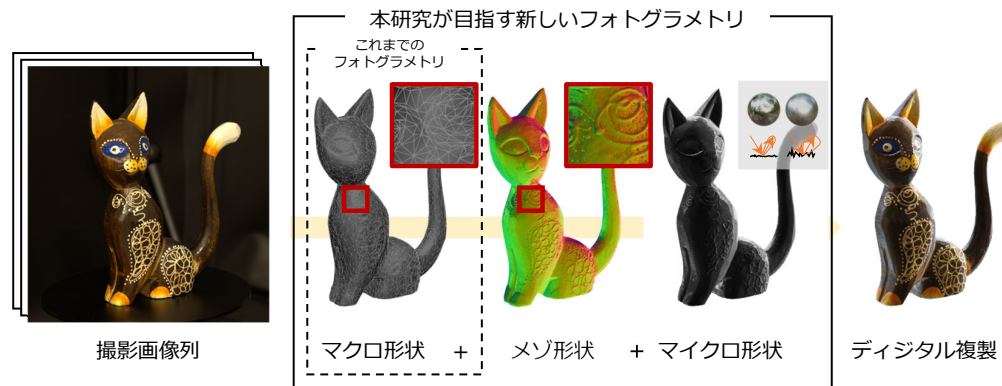 本研究が目指す新しいフォトグラメトリ
これまでの
フォトグラメトリ
撮影画像列
マクロ形状 + メゾ形状 + マイクロ形状
ディジタル複製